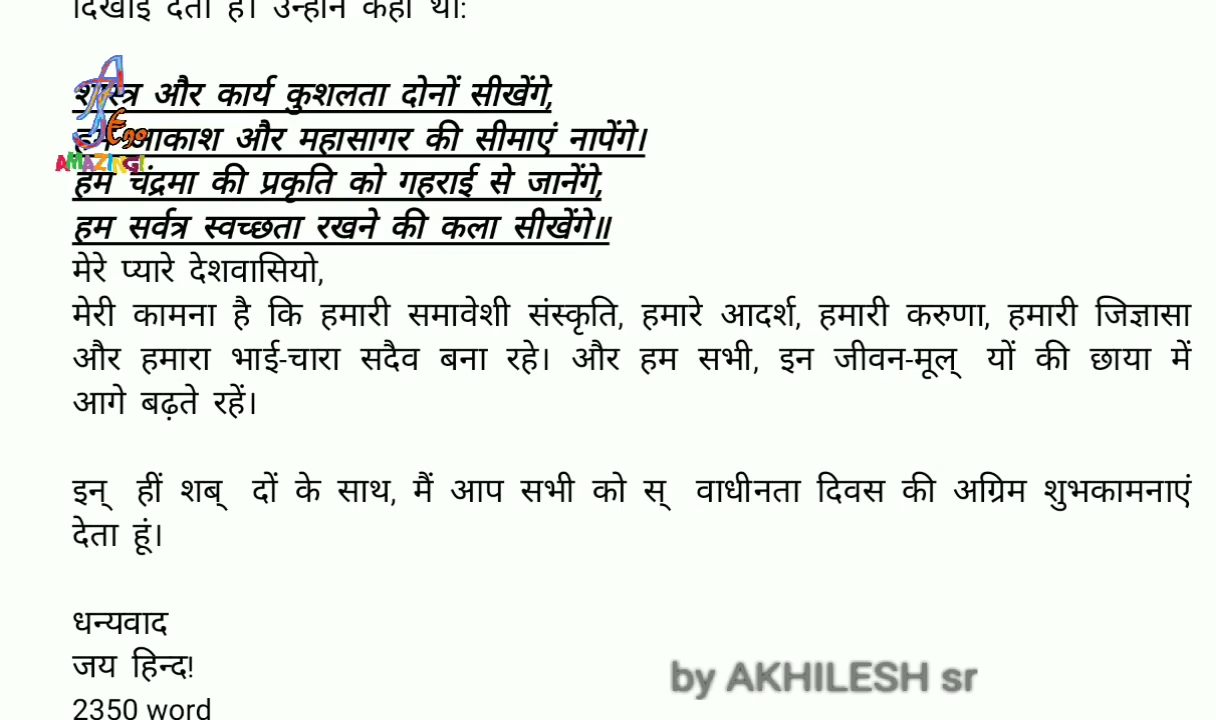 दिखाई देता है। उन्होंने कहा था:
शास्त्र और कार्य कुशलता दोनों सीखेंगे,
हम आकाश और महासागर की सीमाएं नापेंगे।
AMAZING!
हम चंद्रमा की प्रकृति को गहराई से जानेंगे,
हम सर्वत्र स्वच्छता रखने की कला सीखेंगे॥
मेरे प्यारे देशवासियो,
मेरी कामना है कि हमारी समावेशी संस्कृति, हमारे आदर्श, हमारी करुणा, हमारी जिज्ञासा
और हमारा भाई-चारा सदैव बना रहे। और हम सभी, इन जीवन-मूल् यों की छाया में
आगे बढ़ते रहें।
इन् हीं शब् दों के साथ, मैं आप सभी को स् वाधीनता दिवस की अग्रिम शुभकामनाएं
देता हूं।
धन्यवाद
जय हिन्द!
by AKHILESH sr
2350 word